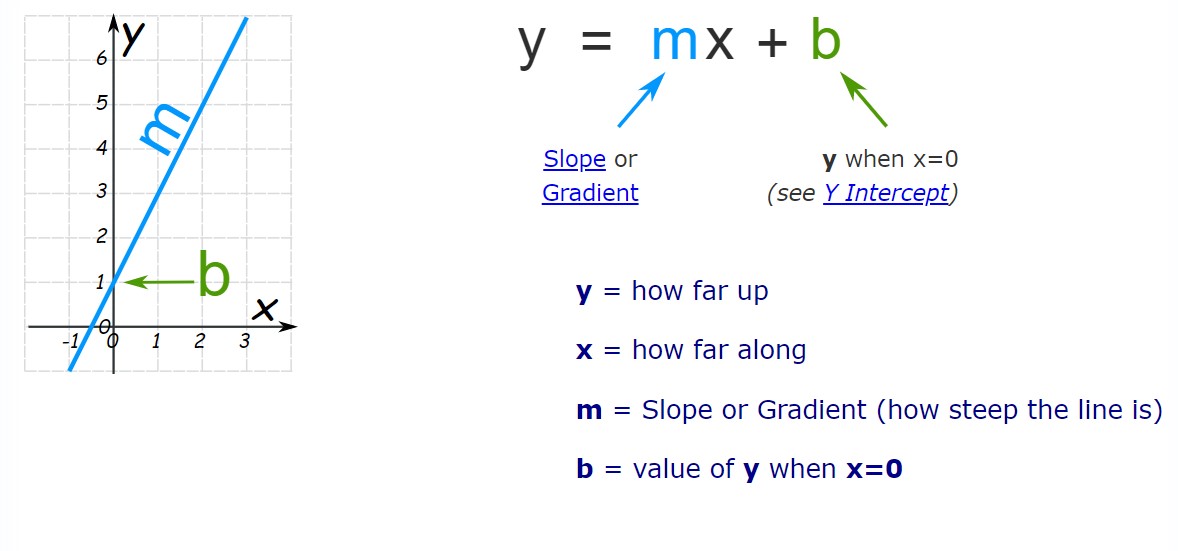 y = mx + b
Slope or
Gradient
y when x=0
(see Y Intercept)
y
6
5
4
m
3
2
1
b
x
0
-1 0 1 2 3
y = how far up
x = how far along
m = Slope or Gradient (how steep the line is)
b = value of y when x=0